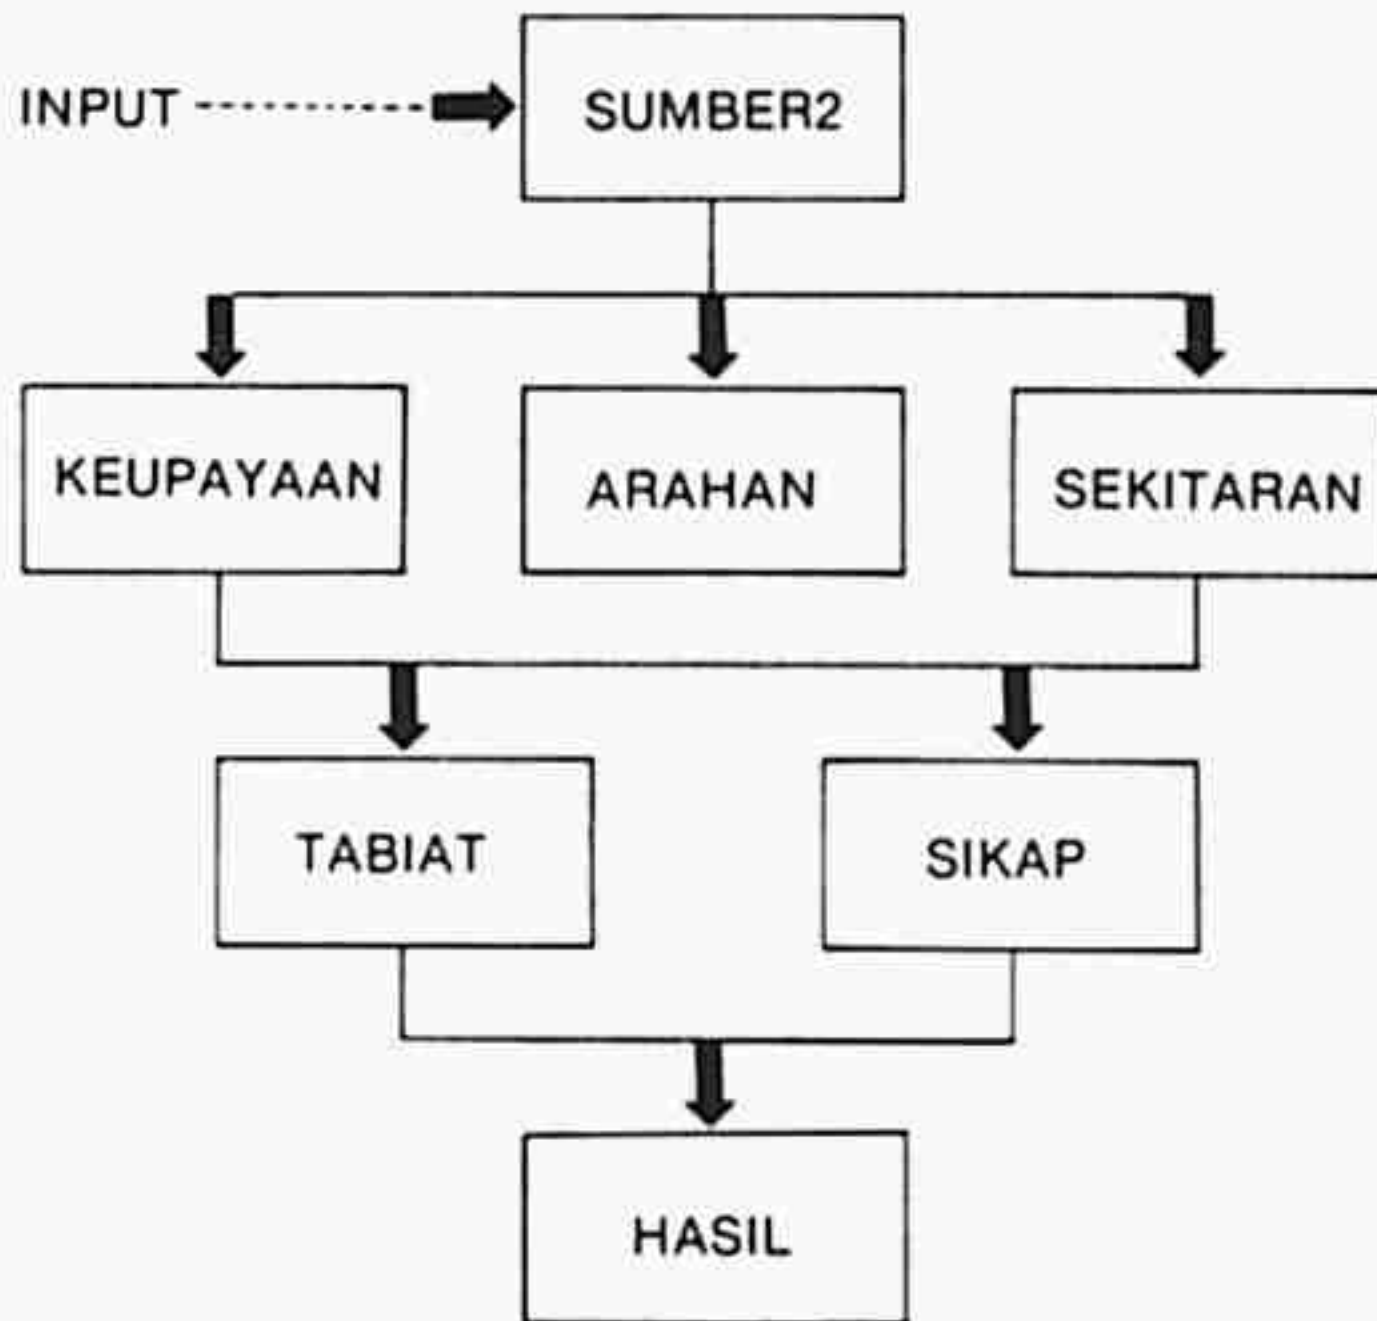 INPUT
SUMBER2
KEUPAYAAN
ARAHAN
SEKITARAN
TABIAT
SIKAP
HASIL